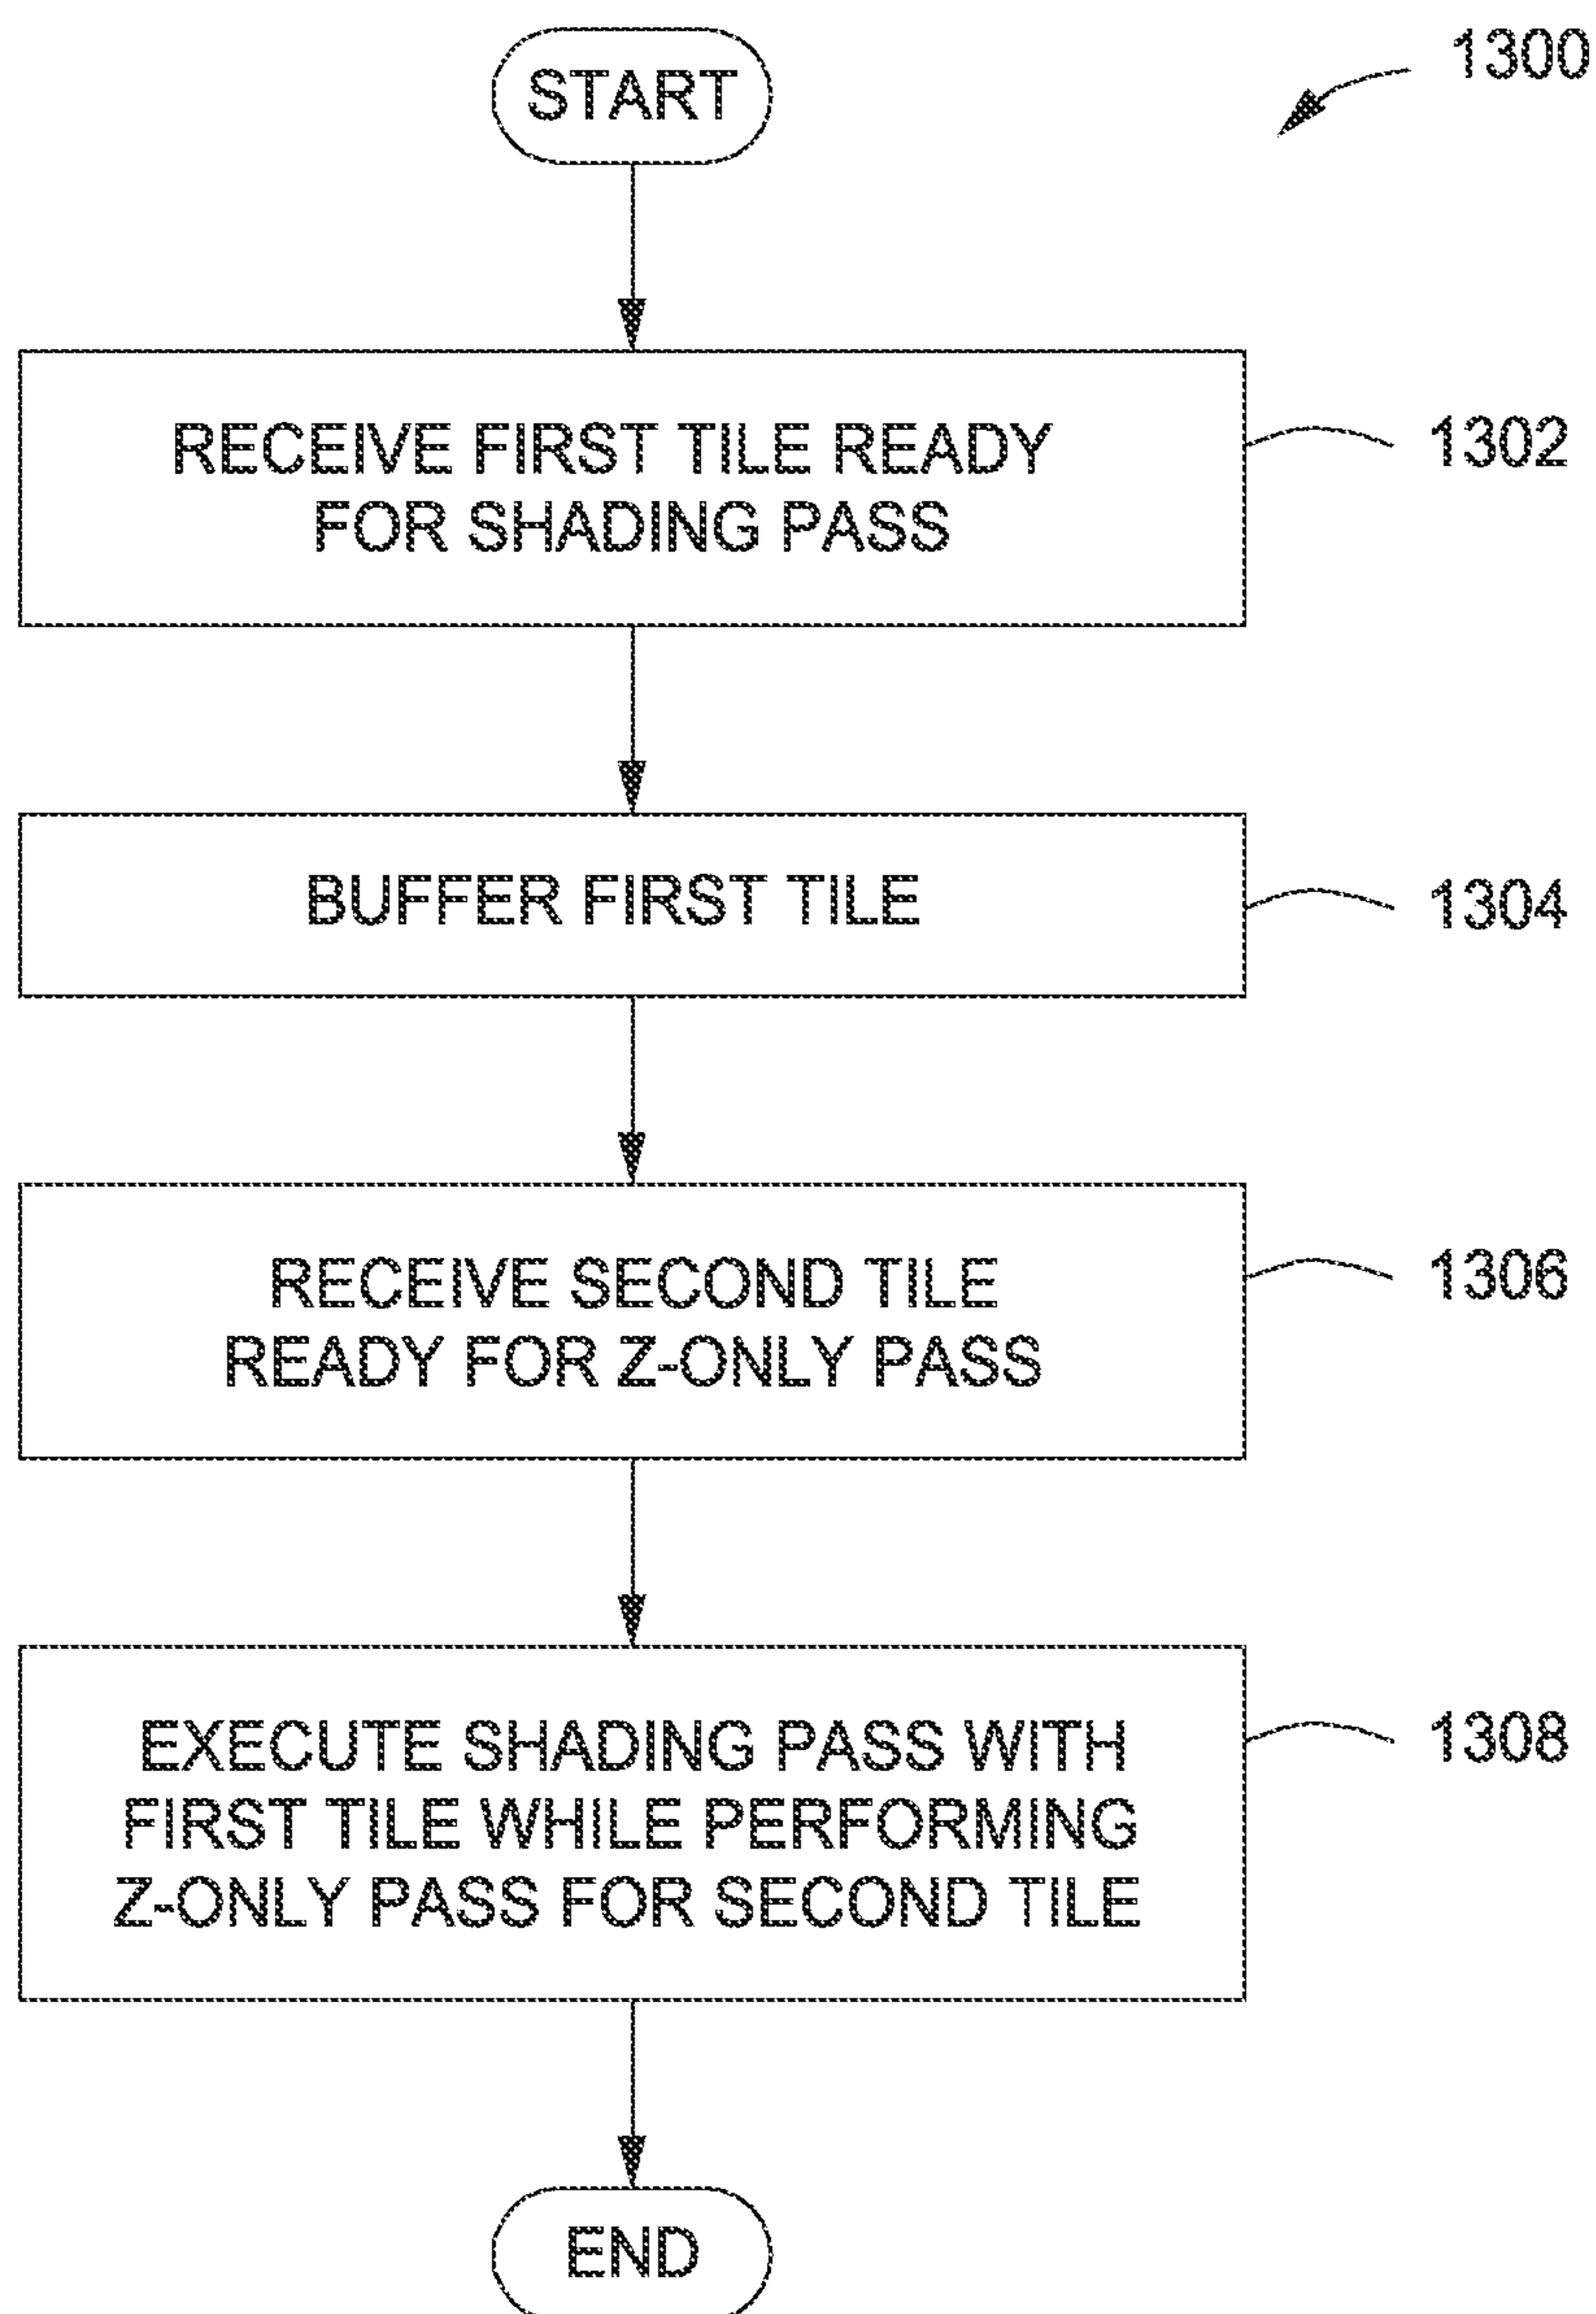 START
1300
RECEIVE FIRST TILE READY
FOR SHADING PASS
1302
BUFFER FIRST TILE
1304
RECEIVE SECOND TILE
READY FOR Z-ONLY PASS
1306
EXECUTE SHADING PASS WITH
FIRST TILE WHILE PERFORMING
Z-ONLY PASS FOR SECOND TILE
1308
END